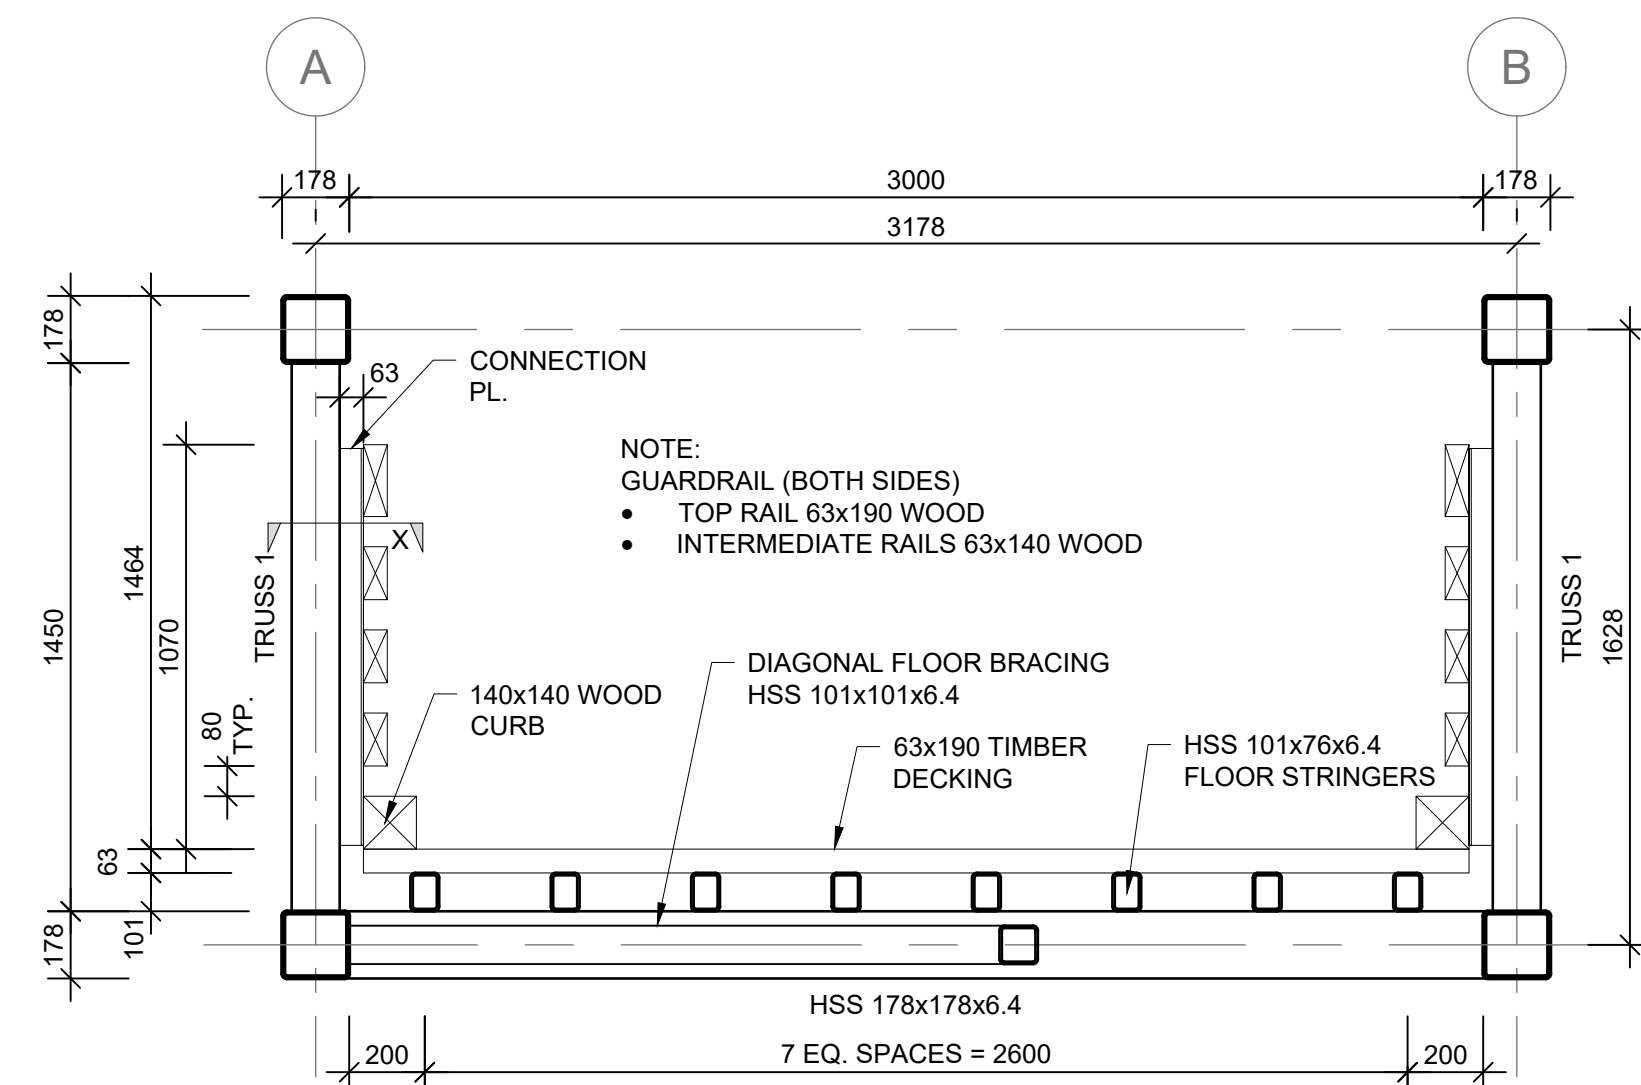 A
B
178
3000
178
3178
178
63
CONNECTION
PL.
NOTE:
GUARDRAIL (BOTH SIDES)
• TOP RAIL 63x190 WOOD
• INTERMEDIATE RAILS 63x140 WOOD
X
1464
1450
1070
TRUSS 1
TRUSS 1
1628
DIAGONAL FLOOR BRACING
HSS 101x101x6.4
140x140 WOOD
CURB
80
TYP.
63x190 TIMBER
DECKING
HSS 101x76x6.4
FLOOR STRINGERS
63
178
101
HSS 178x178x6.4
200
7 EQ. SPACES = 2600
200